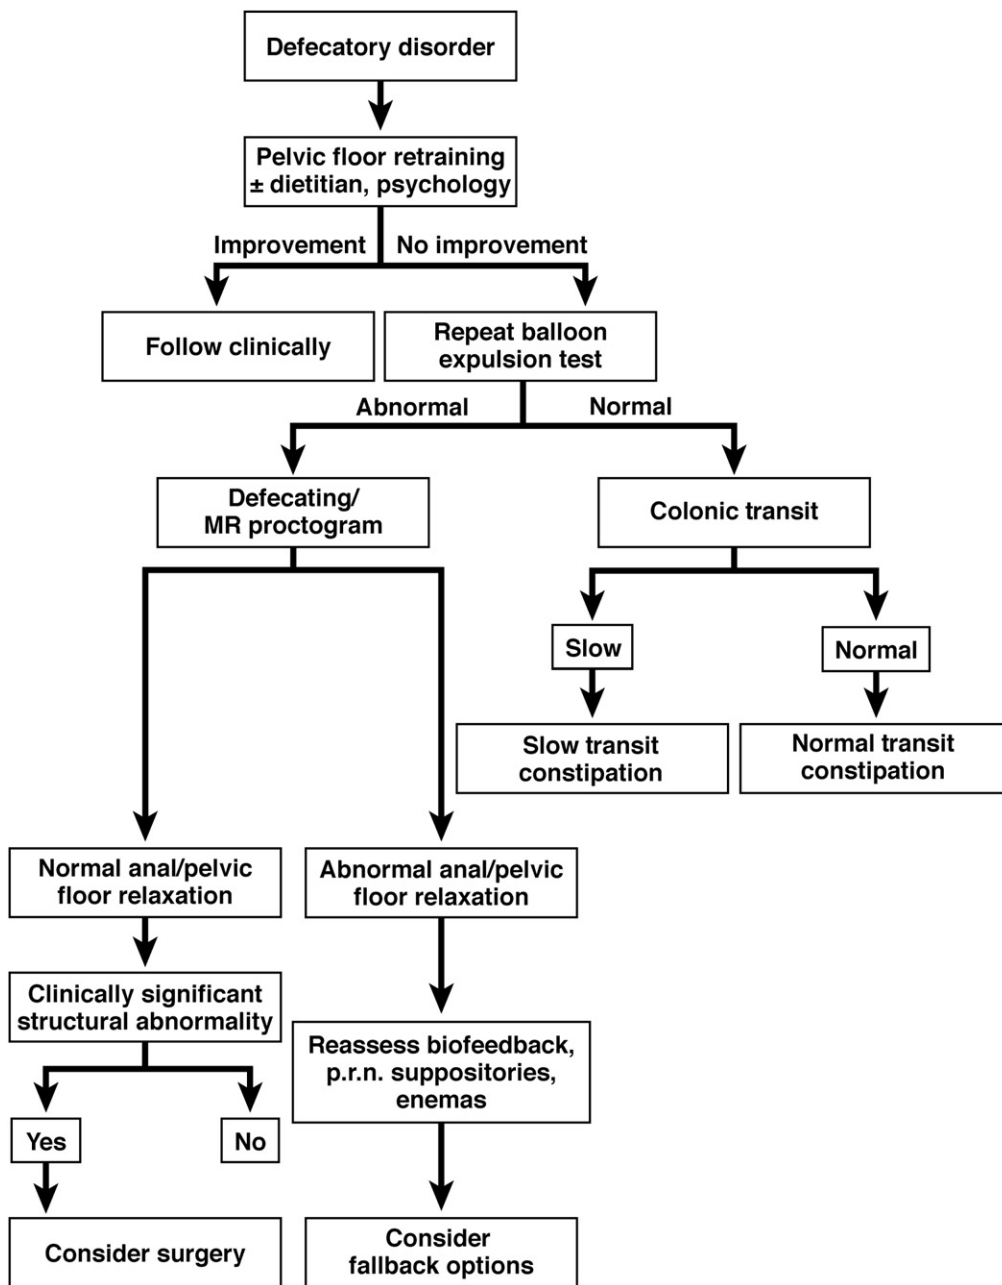 Defecatory disorder
Pelvic floor retraining
± dietitian, psychology
Improvement
No improvement
Follow clinically
Repeat balloon
expulsion test
Abnormal
Normal
Defecating/
MR proctogram
Colonic transit
Slow
Normal
Slow transit
constipation
Normal transit
constipation
Normal anal/pelvic
floor relaxation
Abnormal anal/pelvic
floor relaxation
Clinically significant
structural abnormality
Reassess biofeedback,
p.r.n. suppositories,
enemas
Yes
No
Consider surgery
Consider
fallback options